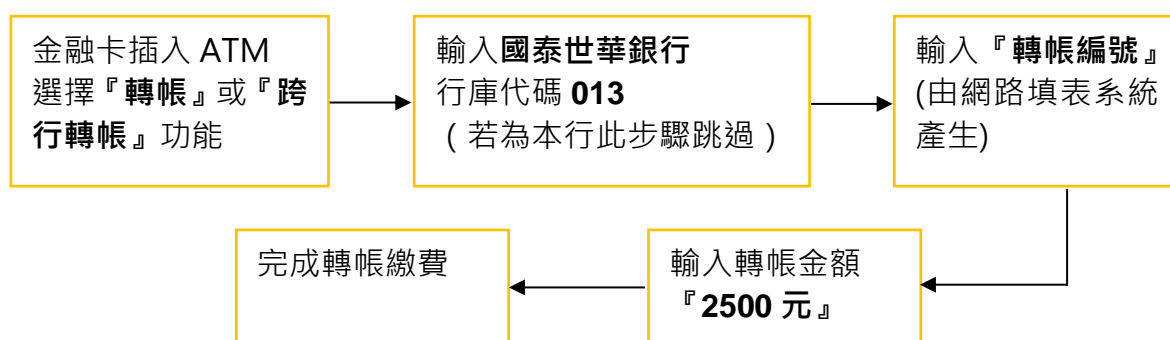 金融卡插入 ATM
選擇『轉帳』或『跨
行轉帳』功能
輸入國泰世華銀行
行庫代碼 013
（若為本行此步驟跳過）
輸入『轉帳編號』
(由網路填表系統
產生)
輸入轉帳金額
『2500 元』
完成轉帳繳費